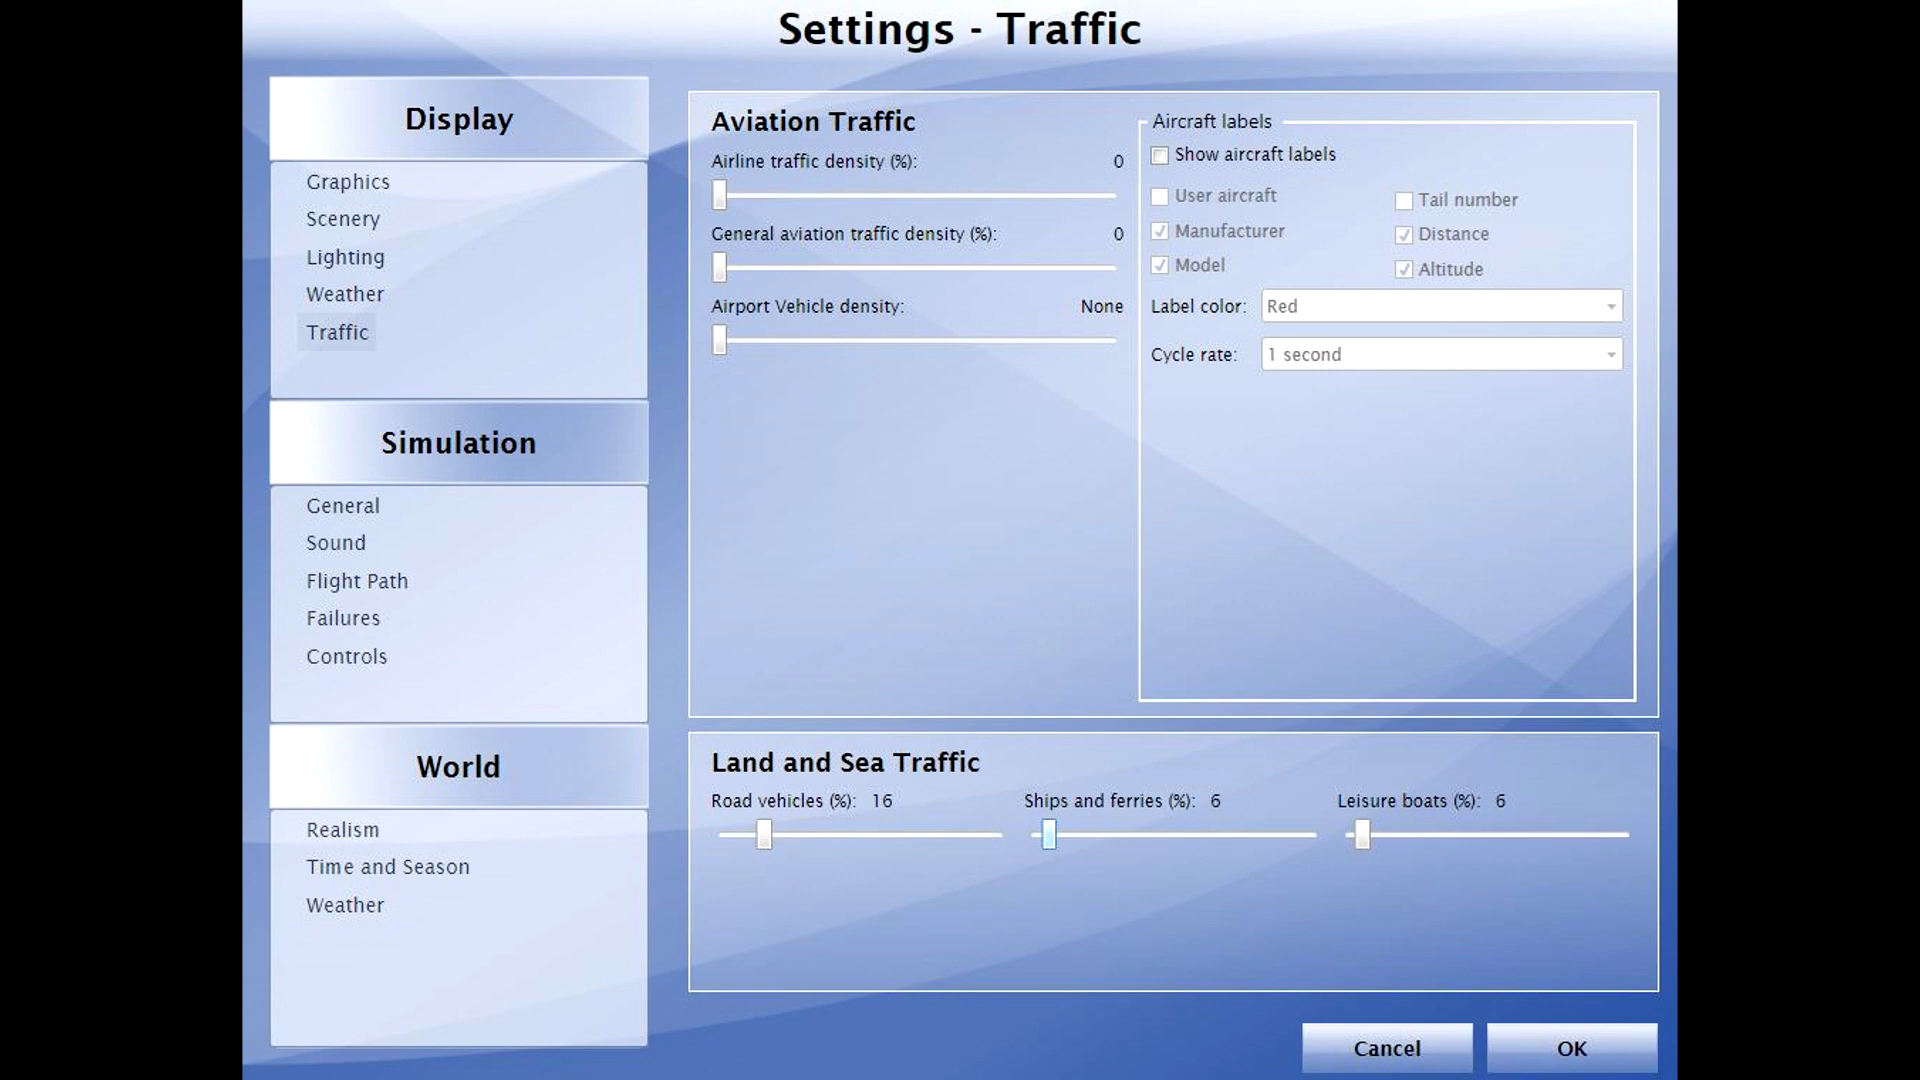 Settings - Traffic
Display
Graphics
Scenery
Lighting
Weather
Traffic
Simulation
General
Sound
Flight Path
Failures
Controls
World
Realism
Time and Season
Weather
Aviation Traffic
Airline traffic density (%): 0
General aviation traffic density (%): 0
Airport Vehicle density: None
Aircraft labels
Show aircraft labels
User aircraft
Tail number
Manufacturer
Distance
Model
Altitude
Label color: Red
Cycle rate: 1 second
Land and Sea Traffic
Road vehicles (%): 16
Ships and ferries (%): 6
Leisure boats (%): 6
Cancel
OK